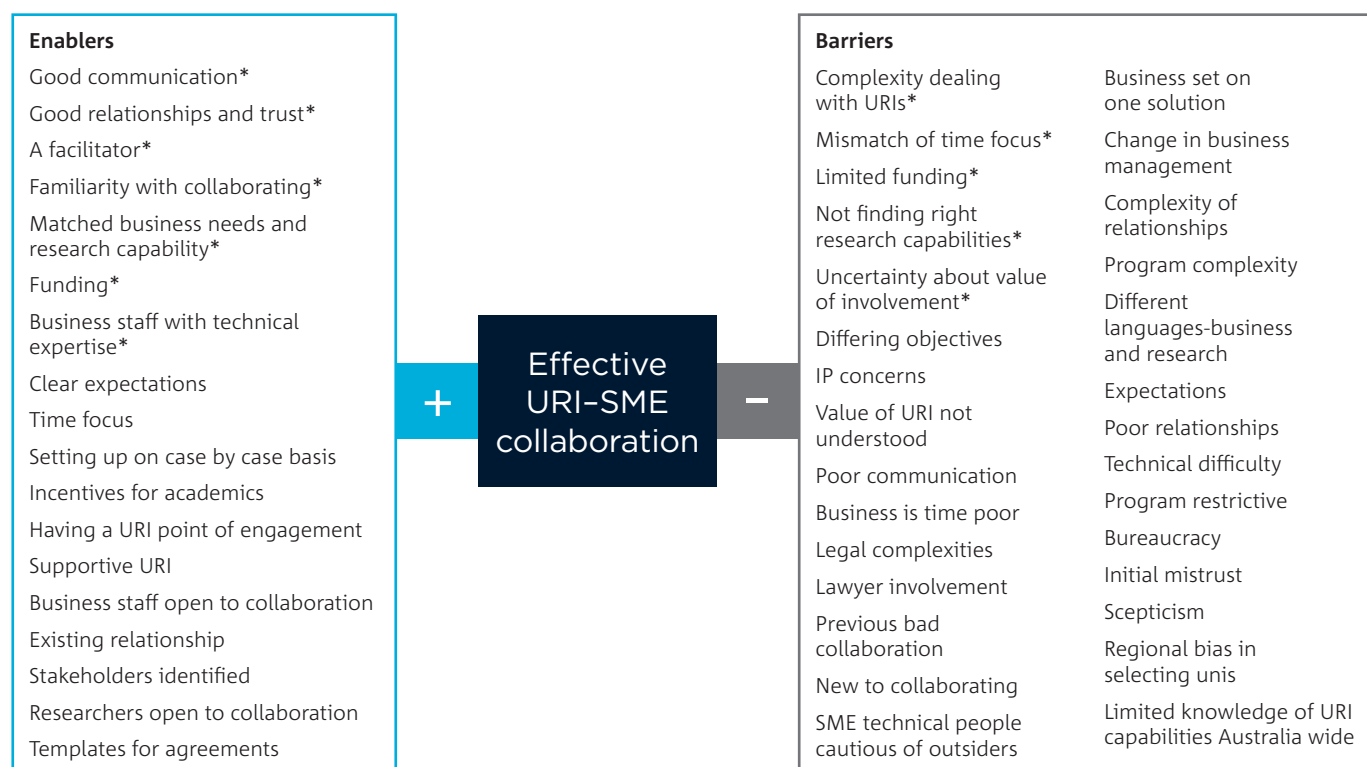 Enablers
Good communication*
Good relationships and trust*
A facilitator*
Familiarity with collaborating*
Matched business needs and
research capability*
Funding*
Business staff with technical
expertise*
Clear expectations
Time focus
Setting up on case by case basis
Incentives for academics
Having a URI point of engagement
Supportive URI
Business staff open to collaboration
Existing relationship
Stakeholders identified
Researchers open to collaboration
Templates for agreements
+
Effective
URI–SME
collaboration
–
Barriers
Complexity dealing
with URIs*
Mismatch of time focus*
Limited funding*
Not finding right
research capabilities*
Uncertainty about value
of involvement*
Differing objectives
IP concerns
Value of URI not
understood
Poor communication
Business is time poor
Legal complexities
Lawyer involvement
Previous bad
collaboration
New to collaborating
SME technical people
cautious of outsiders
Business set on
one solution
Change in business
management
Complexity of
relationships
Program complexity
Different
languages-business
and research
Expectations
Poor relationships
Technical difficulty
Program restrictive
Bureaucracy
Initial mistrust
Scepticism
Regional bias in
selecting unis
Limited knowledge of URI
capabilities Australia wide